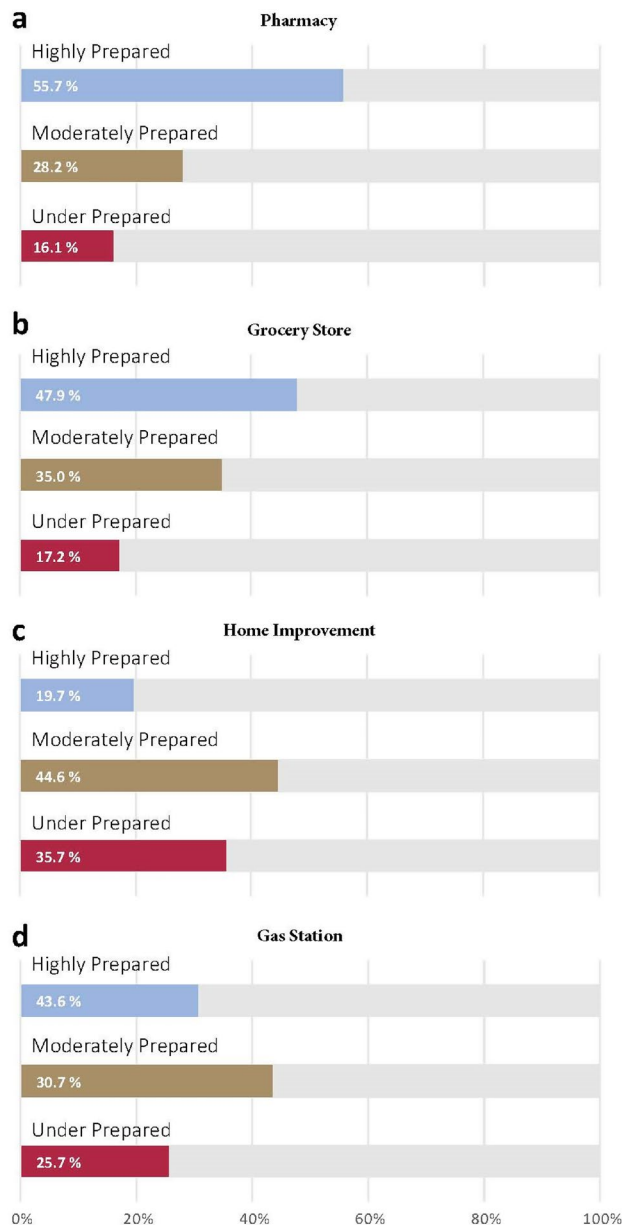 a
Pharmacy
Highly Prepared
55.7 %
Moderately Prepared
28.2 %
Under Prepared
16.1 %
b
Grocery Store
Highly Prepared
47.9 %
Moderately Prepared
35.0 %
Under Prepared
17.2 %
c
Home Improvement
Highly Prepared
19.7 %
Moderately Prepared
44.6 %
Under Prepared
35.7 %
d
Gas Station
Highly Prepared
43.6 %
Moderately Prepared
30.7 %
Under Prepared
25.7 %
0% 20% 40% 60% 80% 100%